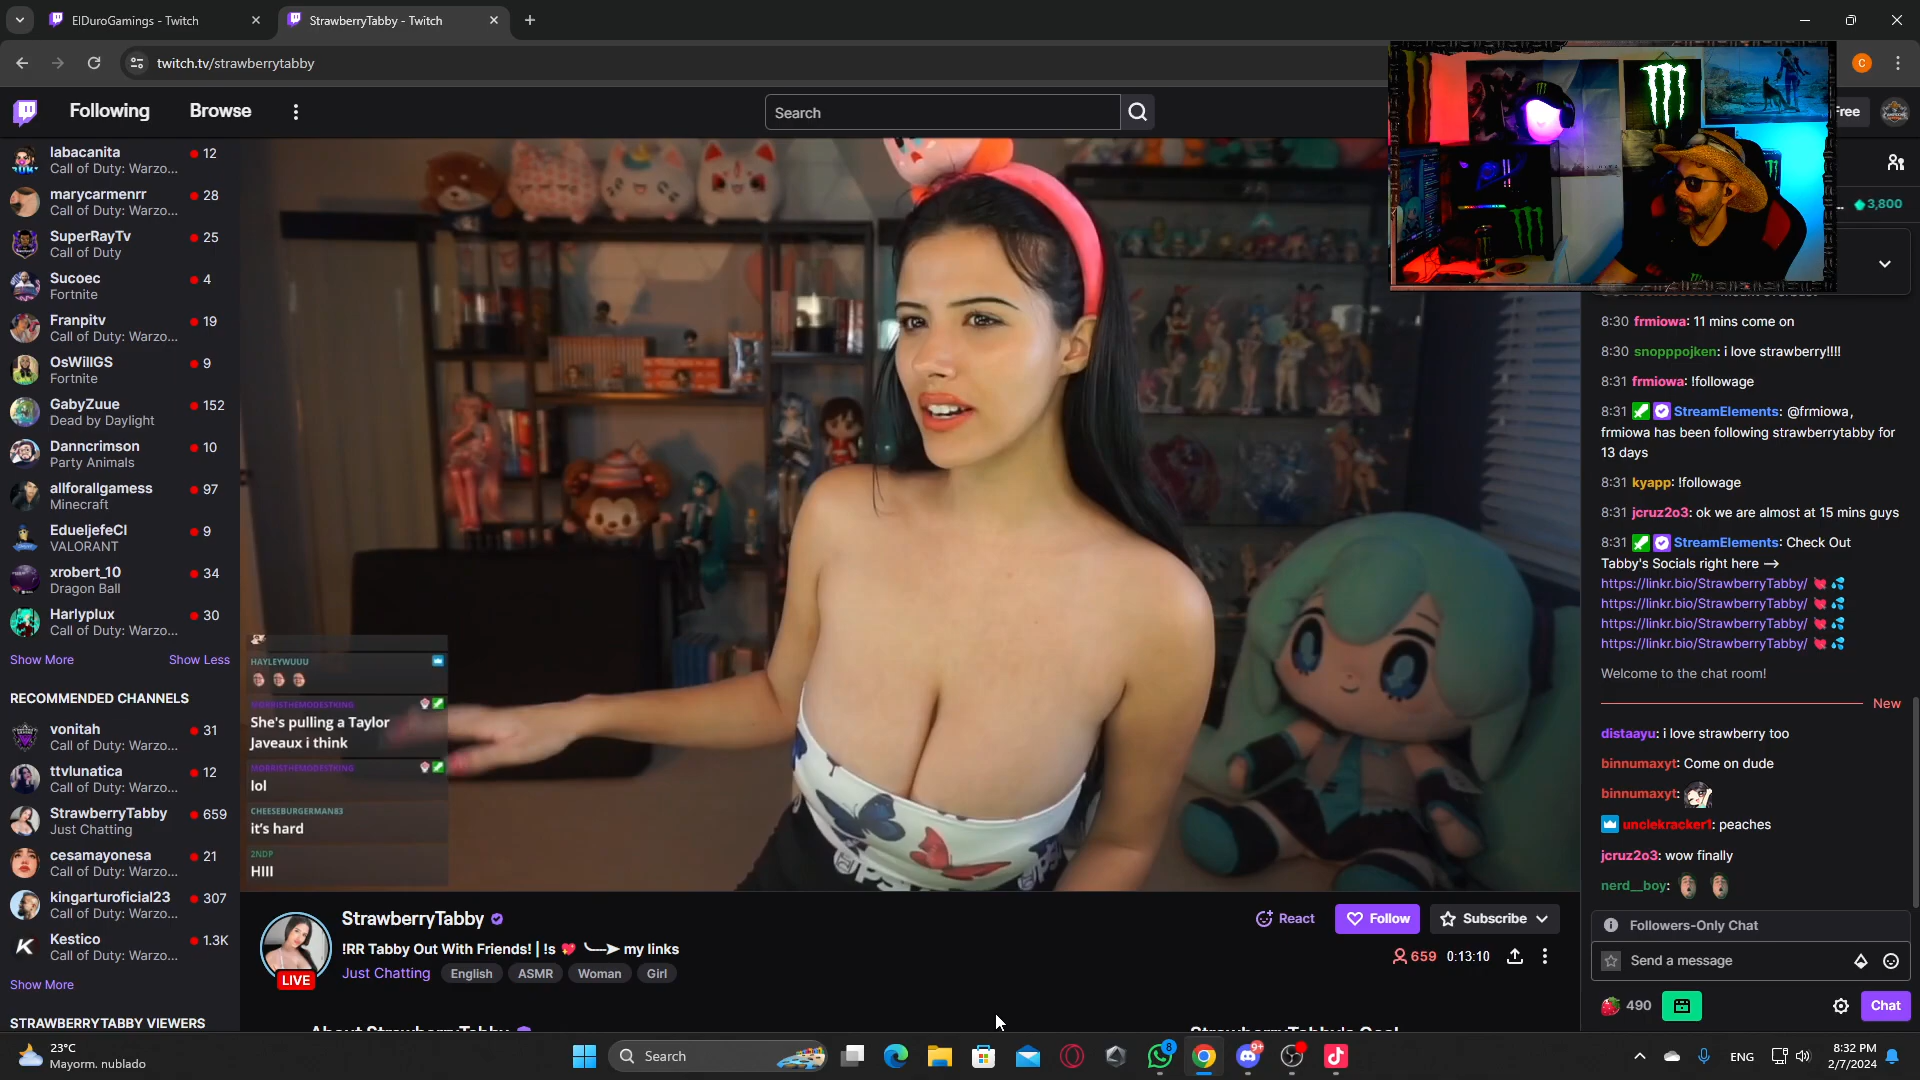 ElDuroGamings - Twitch
StrawberryTabby - Twitch
twitch.tv/strawberrytabby
C
Following
Browse
Search
Free
labacanita
12
Call of Duty: Warzo...
marycarmenrr
28
Call of Duty: Warzo...
SuperRayTv
25
Call of Duty
Sucoec
4
Fortnite
Franpitv
19
Call of Duty: Warzo...
OsWillGS
9
Fortnite
GabyZuue
152
Dead by Daylight
Danncrimson
10
Party Animals
allforallgamess
97
Minecraft
EdueljefeCl
9
VALORANT
xrobert_10
34
Dragon Ball
Harlyplux
30
Call of Duty: Warzo...
Show More
Show Less
RECOMMENDED CHANNELS
vonitah
31
Call of Duty: Warzo...
ttvlunatica
12
Call of Duty: Warzo...
StrawberryTabby
659
Just Chatting
cesamayonesa
21
Call of Duty: Warzo...
kingarturoficial23
307
Call of Duty: Warzo...
Kestico
1.3K
Call of Duty: Warzo...
Show More
STRAWBERRYTABBY VIEWERS
HAYLEYWUUU
MORRISTHEMODESTKING
She's pulling a Taylor
Javeaux i think
MORRISTHEMODESTKING
lol
CHEESEBURGERMAN83
it's hard
2NDP
HIII
StrawberryTabby
!RR Tabby Out With Friends! | !s 💖 ╰┈➤ my links
Just Chatting
English
ASMR
Woman
Girl
LIVE
React
Follow
Subscribe
659
0:13:10
3,800
8:30 frmiowa: 11 mins come on
8:30 snopppojken: i love strawberry!!!!
8:31 frmiowa: !followage
8:31 StreamElements: @frmiowa,
frmiowa has been following strawberrytabby for
13 days
8:31 kyapp: !followage
8:31 jcruz2o3: ok we are almost at 15 mins guys
8:31 StreamElements: Check Out
Tabby's Socials right here —>
https://linkr.bio/StrawberryTabby/ 💘 💦
https://linkr.bio/StrawberryTabby/ 💘 💦
https://linkr.bio/StrawberryTabby/ 💘 💦
https://linkr.bio/StrawberryTabby/ 💘 💦
Welcome to the chat room!
New
distaayu: i love strawberry too
binnumaxyt: Come on dude
binnumaxyt:
unclekracker1: peaches
jcruz2o3: wow finally
nerd__boy:
Followers-Only Chat
Send a message
490
Chat
23°C
Mayorm. nublado
Search
8
9+
ENG
8:32 PM
2/7/2024